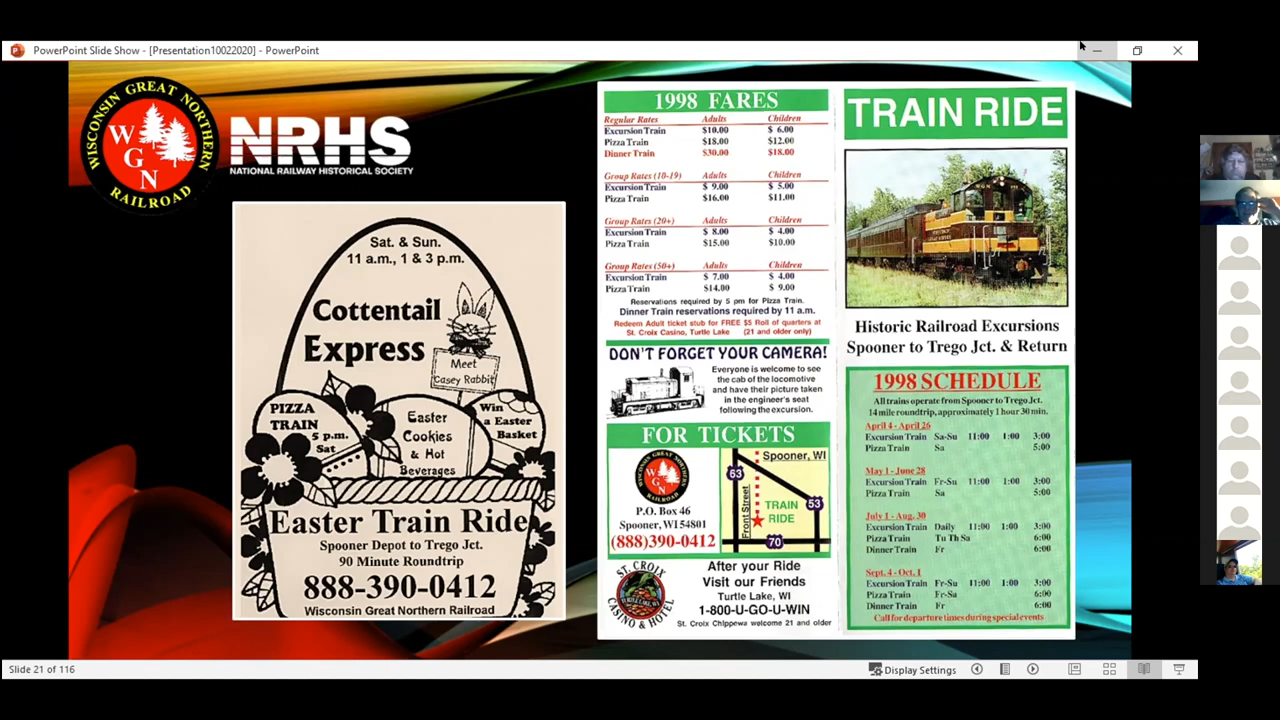 PowerPoint Slide Show - [Presentation10022020] - PowerPoint
WISCONSIN GREAT NORTHERN
W
G
N
RAILROAD
NRHS
NATIONAL RAILWAY HISTORICAL SOCIETY
Sat. & Sun.
11 a.m., 1 & 3 p.m.
Cottentail
Express
Meet
Casey Rabbit
PIZZA
TRAIN
5 p.m.
Sat
Easter
Cookies
& Hot
Beverages
Win
a Easter
Basket
Easter Train Ride
Spooner Depot to Trego Jct.
90 Minute Roundtrip
888-390-0412
Wisconsin Great Northern Railroad
1998 FARES
Regular Rates Adults Children
Excursion Train $10.00 $ 6.00
Pizza Train $18.00 $12.00
Dinner Train $30.00 $18.00
Group Rates (10-19) Adults Children
Excursion Train $ 9.00 $ 5.00
Pizza Train $16.00 $11.00
Group Rates (20+) Adults Children
Excursion Train $ 8.00 $ 4.00
Pizza Train $15.00 $10.00
Group Rates (50+) Adults Children
Excursion Train $ 7.00 $ 4.00
Pizza Train $14.00 $ 9.00
Reservations required by 5 pm for Pizza Train.
Dinner Train reservations required by 11 a.m.
Redeem Adult ticket stub for FREE $5 Roll of quarters at
St. Croix Casino, Turtle Lake (21 and older only)
DON'T FORGET YOUR CAMERA!
Everyone is welcome to see
the cab of the locomotive
and have their picture taken
in the engineer's seat
following the excursion.
FOR TICKETS
WISCONSIN GREAT NORTHERN
W
G
N
RAILROAD
P.O. Box 46
Spooner, WI 54801
(888)390-0412
Spooner, WI
63
Front Street
TRAIN
RIDE
53
70
ST. CROIX
TURTLE LAKE, WI
CASINO & HOTEL
After your Ride
Visit our Friends
Turtle Lake, WI
1-800-U-GO-U-WIN
St. Croix Chippewa welcome 21 and older
TRAIN RIDE
Historic Railroad Excursions
Spooner to Trego Jct. & Return
1998 SCHEDULE
All trains operate from Spooner to Trego Jct.
14 mile roundtrip, approximately 1 hour 30 min.
April 4 - April 26
Excursion Train Sa-Su 11:00 1:00 3:00
Pizza Train Sa 5:00
May 1 - June 28
Excursion Train Fr-Su 11:00 1:00 3:00
Pizza Train Sa 5:00
July 1 - Aug. 30
Excursion Train Daily 11:00 1:00 3:00
Pizza Train Tu Th Sa 6:00
Dinner Train Fr 6:00
Sept. 4 - Oct. 1
Excursion Train Fr-Su 11:00 1:00 3:00
Pizza Train Fr-Sa 6:00
Dinner Train Fr 6:00
Call for departure times during special events
Slide 21 of 116
Display Settings